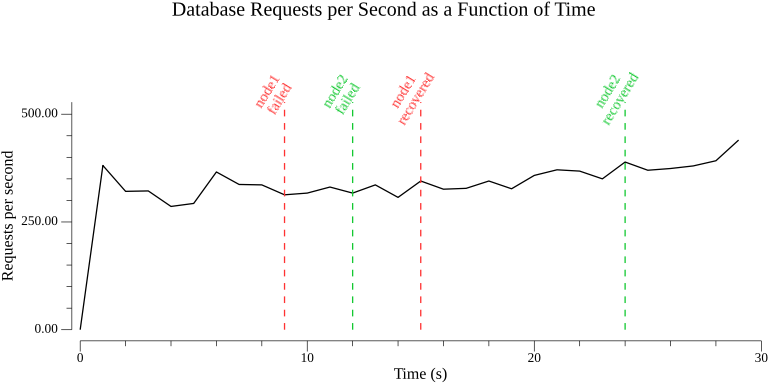 Database Requests per Second as a Function of Time
node1
failed
node2
failed
node1
recovered
node2
recovered
500.00
250.00
0.00
Requests per second
0
10
20
30
Time (s)